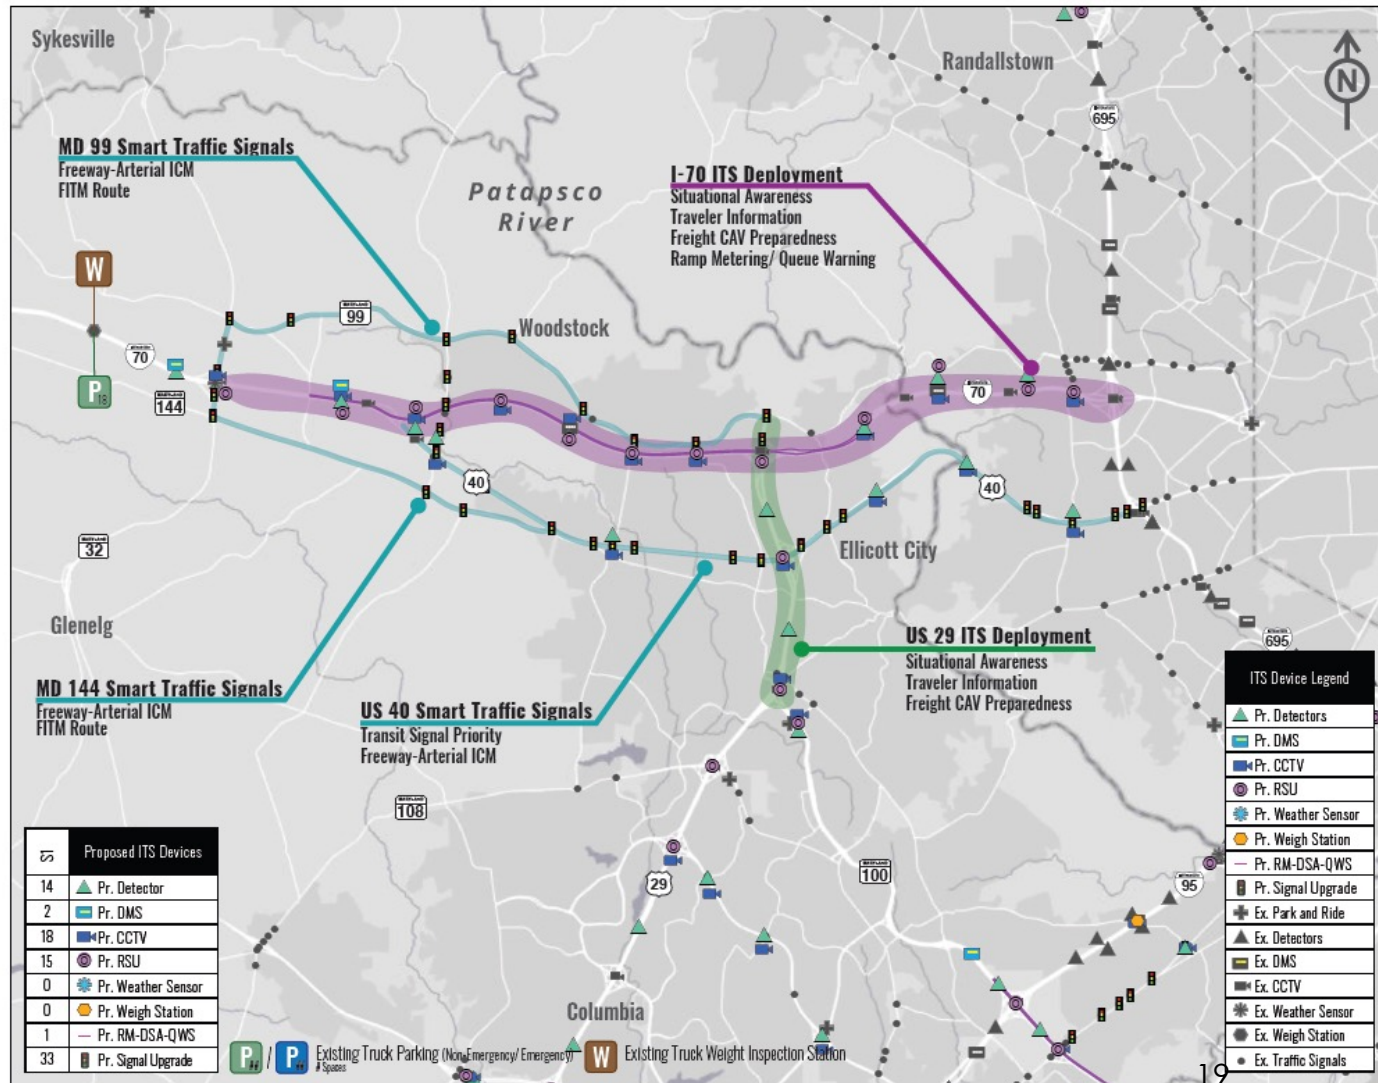 Sykesville
Randallstown
N
695
MD 99 Smart Traffic Signals
Freeway-Arterial ICM
FITM Route
Patapsco
River
I-70 ITS Deployment
Situational Awareness
Traveler Information
Freight CAV Preparedness
Ramp Metering/ Queue Warning
W
99
Woodstock
70
P
18
144
70
40
40
32
Ellicott City
Glenelg
US 29 ITS Deployment
Situational Awareness
Traveler Information
Freight CAV Preparedness
695
MD 144 Smart Traffic Signals
Freeway-Arterial ICM
FITM Route
US 40 Smart Traffic Signals
Transit Signal Priority
Freeway-Arterial ICM
108
29
100
95
Columbia
ITS Device Legend
Pr. Detectors
Pr. DMS
Pr. CCTV
Pr. RSU
Pr. Weather Sensor
Pr. Weigh Station
Pr. RM-DSA-QWS
Pr. Signal Upgrade
Ex. Park and Ride
Ex. Detectors
Ex. DMS
Ex. CCTV
Ex. Weather Sensor
Ex. Weigh Station
Ex. Traffic Signals
S1 Proposed ITS Devices
14 Pr. Detector
2 Pr. DMS
18 Pr. CCTV
15 Pr. RSU
0 Pr. Weather Sensor
0 Pr. Weigh Station
1 Pr. RM-DSA-QWS
33 Pr. Signal Upgrade
P / P Existing Truck Parking (Non-Emergency/ Emergency)
# Spaces
W Existing Truck Weight Inspection Station
19